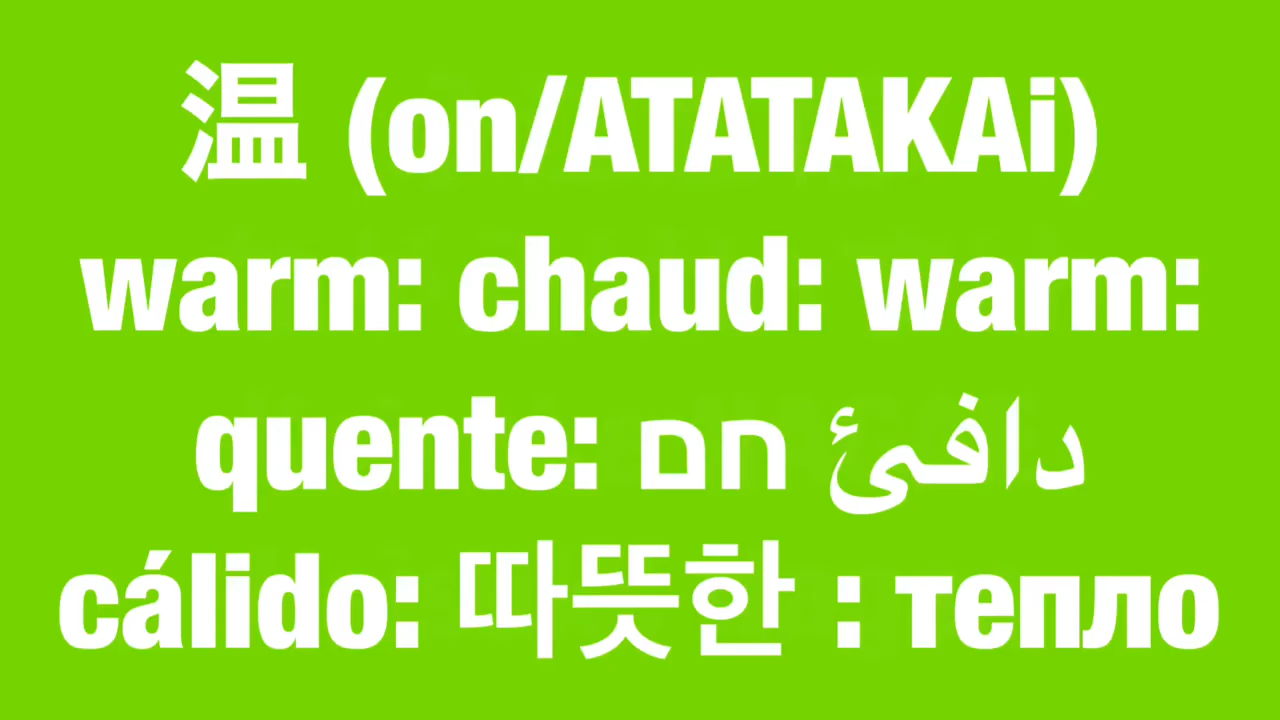 温 (on/ATATAKAi)
warm: chaud: warm:
quente: חם دافئ
cálido: 따뜻한 : тепло